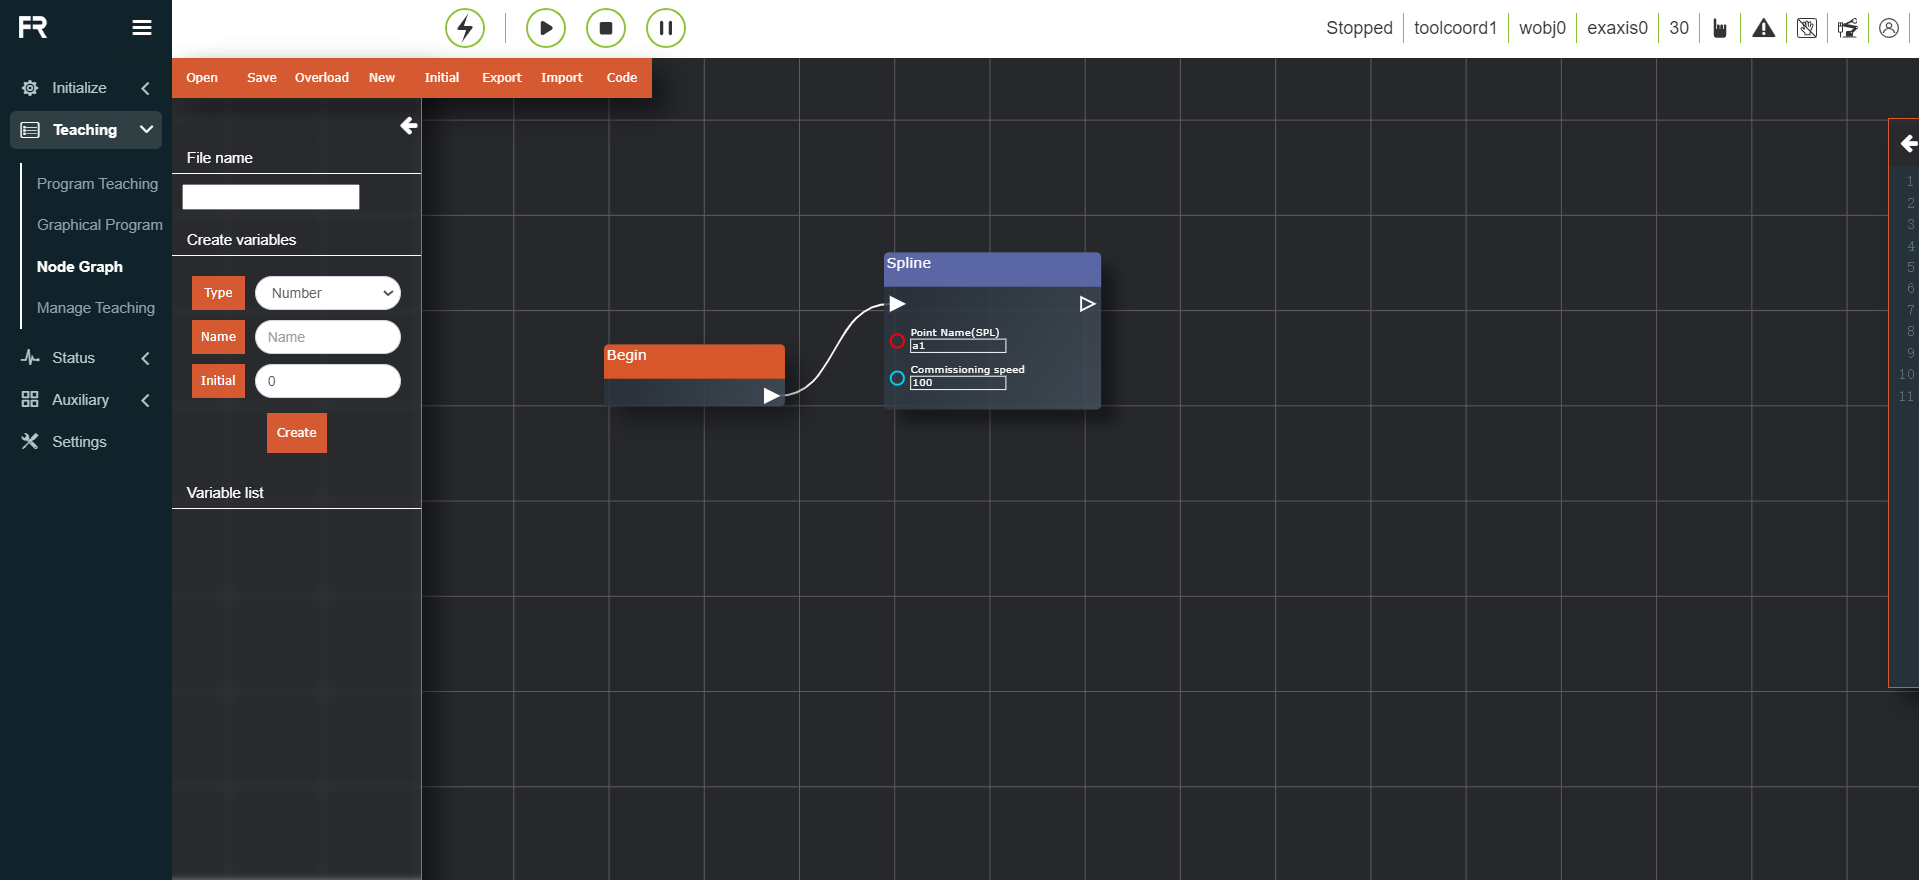 FR
Stopped
toolcoord1
wobj0
exaxis0
30
Open Save Overload New Initial Export Import Code
Initialize
Teaching
Program Teaching
Graphical Program
Node Graph
Manage Teaching
Status
Auxiliary
Settings
File name
Create variables
Type Number
Name Name
Initial 0
Create
Variable list
Begin
Spline
Point Name(SPL)
a1
Commissioning speed
100
1
2
3
4
5
6
7
8
9
10
11